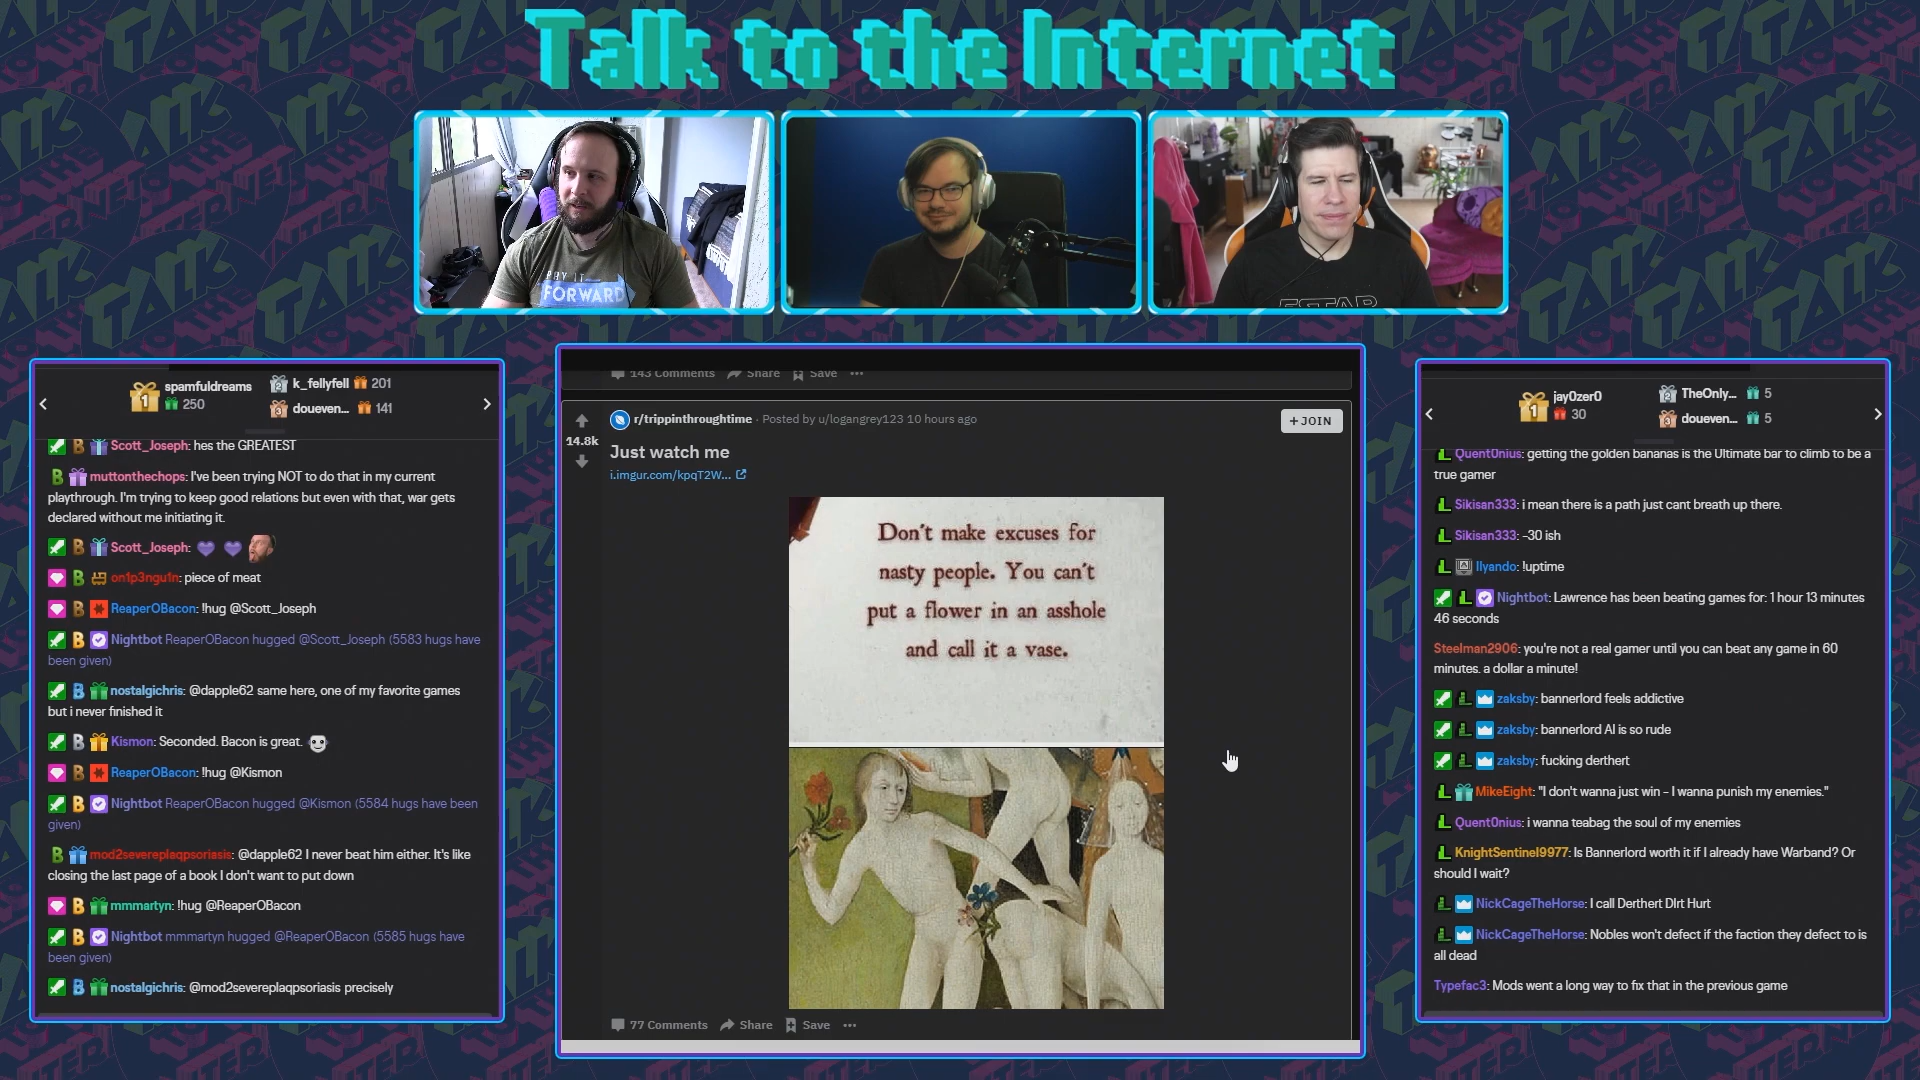 Talk to the Internet
PAY IT
FORWARD
spamfuldreams
250
k_fellyfell 201
doueven... 141
Scott_Joseph: hes the GREATEST
muttonthechops: I've been trying NOT to do that in my current
playthrough. I'm trying to keep good relations but even with that, war gets
declared without me initiating it.
Scott_Joseph:
on1p3ngu1n: piece of meat
ReaperOBacon: !hug @Scott_Joseph
Nightbot ReaperOBacon hugged @Scott_Joseph (5583 hugs have
been given)
nostalgichris: @dapple62 same here, one of my favorite games
but i never finished it
Kismon: Seconded. Bacon is great.
ReaperOBacon: !hug @Kismon
Nightbot ReaperOBacon hugged @Kismon (5584 hugs have been
given)
mod2severeplaqpsoriasis: @dapple62 I never beat him either. It's like
closing the last page of a book I don't want to put down
mmmartyn: !hug @ReaperOBacon
Nightbot mmmartyn hugged @ReaperOBacon (5585 hugs have
been given)
nostalgichris: @mod2severeplaqpsoriasis precisely
143 Comments Share Save
14.8k
r/trippinthroughtime · Posted by u/logangrey123 10 hours ago
+ JOIN
Just watch me
i.imgur.com/kpqT2W...
Don't make excuses for
nasty people. You can't
put a flower in an asshole
and call it a vase.
77 Comments Share Save
jay0zer0
30
TheOnly... 5
doueven... 5
Quent0nius: getting the golden bananas is the Ultimate bar to climb to be a
true gamer
Sikisan333: i mean there is a path just cant breath up there.
Sikisan333: -30 ish
Ilyando: !uptime
Nightbot: Lawrence has been beating games for: 1 hour 13 minutes
46 seconds
Steelman2906: you're not a real gamer until you can beat any game in 60
minutes. a dollar a minute!
zaksby: bannerlord feels addictive
zaksby: bannerlord AI is so rude
zaksby: fucking derthert
MikeEight: "I don't wanna just win - I wanna punish my enemies."
Quent0nius: i wanna teabag the soul of my enemies
KnightSentinel9977: Is Bannerlord worth it if I already have Warband? Or
should I wait?
NickCageTheHorse: I call Derthert DIrt Hurt
NickCageTheHorse: Nobles won't defect if the faction they defect to is
all dead
Typefac3: Mods went a long way to fix that in the previous game